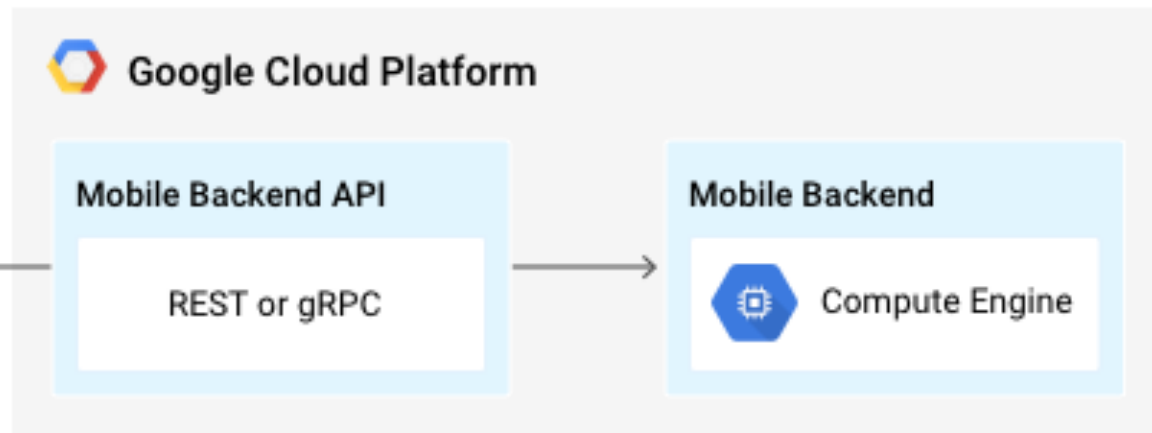 Google Cloud Platform
Mobile Backend API
REST or gRPC
Mobile Backend
Compute Engine